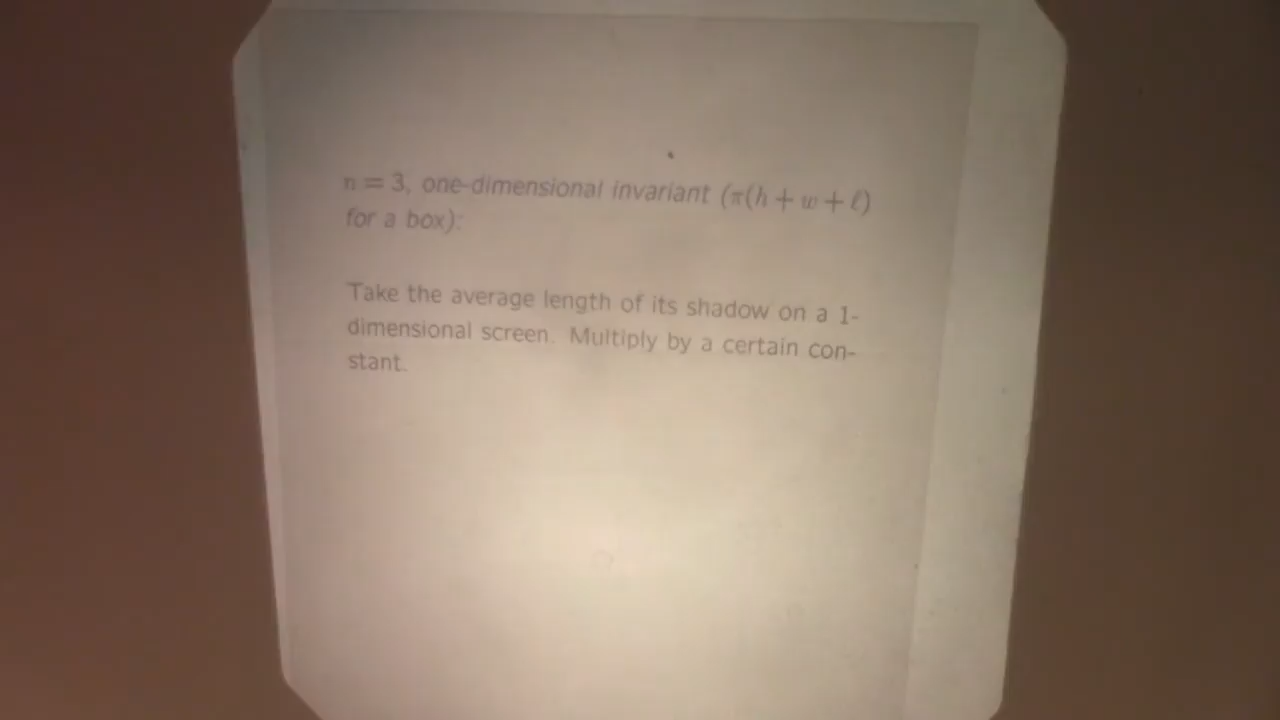 n = 3, one-dimensional invariant (π(h + w + ℓ)
for a box):
Take the average length of its shadow on a 1-
dimensional screen. Multiply by a certain con-
stant.